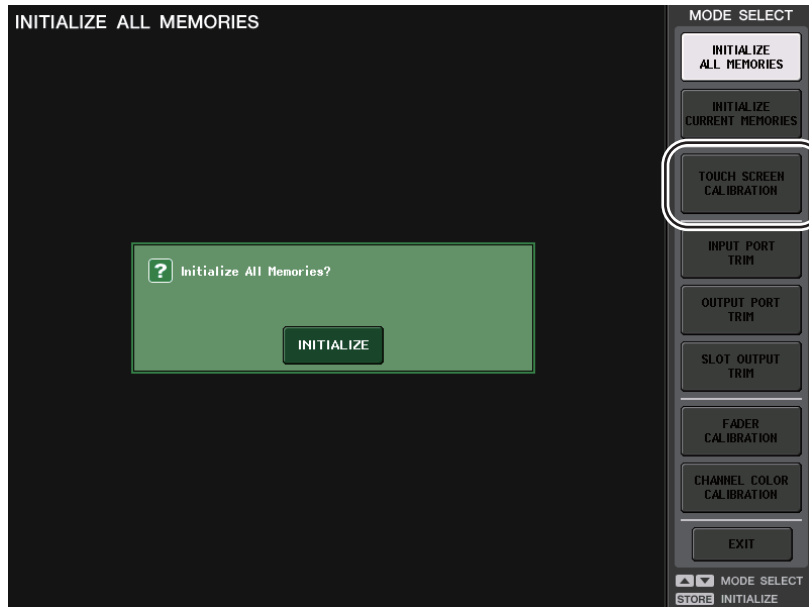 INITIALIZE ALL MEMORIES
? Initialize All Memories?
INITIALIZE
MODE SELECT
INITIALIZE
ALL MEMORIES
INITIALIZE
CURRENT MEMORIES
TOUCH SCREEN
CALIBRATION
INPUT PORT
TRIM
OUTPUT PORT
TRIM
SLOT OUTPUT
TRIM
FADER
CALIBRATION
CHANNEL COLOR
CALIBRATION
EXIT
▲ ▼ MODE SELECT
STORE INITIALIZE